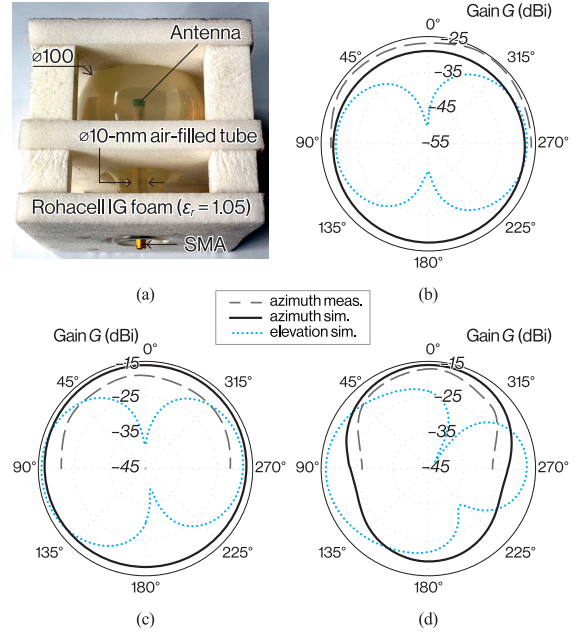 (a)
Antenna
ø100
ø10-mm air-filled tube
Rohacell IG foam (εr = 1.05)
SMA
Gain G (dBi)
0°
−25
45°
315°
−35
−45
90°
−55
270°
135°
225°
180°
(a)
(b)
azimuth meas.
azimuth sim.
elevation sim.
Gain G (dBi)
0°
−15
45°
315°
−25
−35
90°
−45
270°
135°
225°
180°
Gain G (dBi)
0°
−15
45°
315°
−25
−35
90°
−45
270°
135°
225°
180°
(c)
(d)